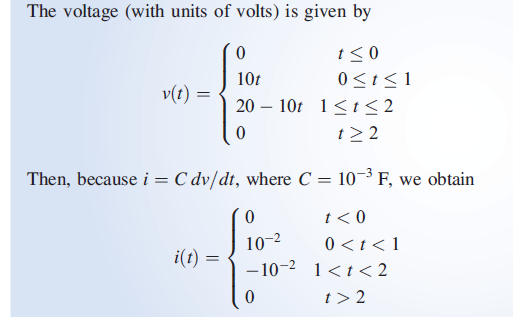 The voltage (with units of volts) is given by
v(t) = { 0 t ≤ 0
10t 0 ≤ t ≤ 1
20 − 10t 1 ≤ t ≤ 2
0 t ≥ 2
Then, because i = C dv/dt, where C = 10⁻³ F, we obtain
i(t) = { 0 t < 0
10⁻² 0 < t < 1
−10⁻² 1 < t < 2
0 t > 2